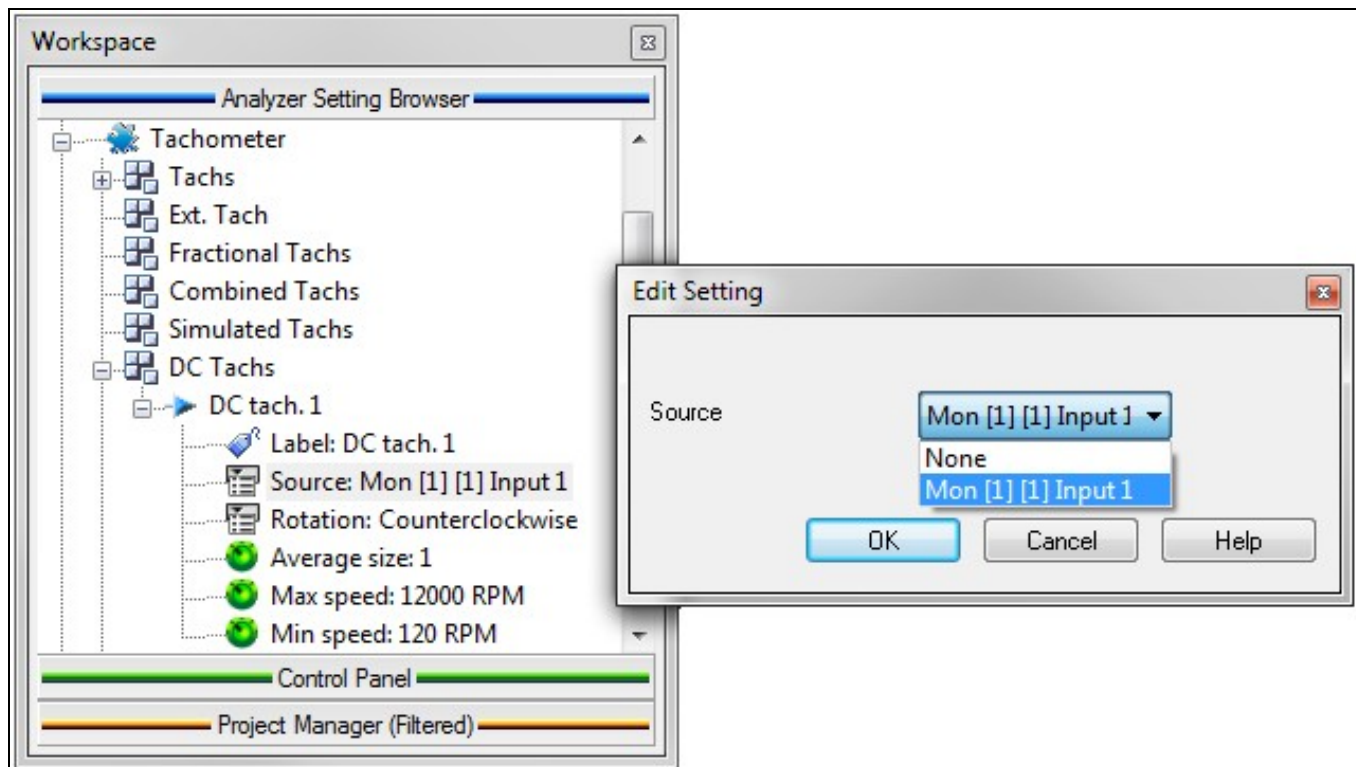 Workspace
Analyzer Setting Browser
Tachometer
Tachs
Ext. Tach
Fractional Tachs
Combined Tachs
Simulated Tachs
DC Tachs
DC tach. 1
Label: DC tach. 1
Source: Mon [1] [1] Input 1
Rotation: Counterclockwise
Average size: 1
Max speed: 12000 RPM
Min speed: 120 RPM
Control Panel
Project Manager (Filtered)
Edit Setting
Source
Mon [1] [1] Input 1
None
Mon [1] [1] Input 1
OK
Cancel
Help